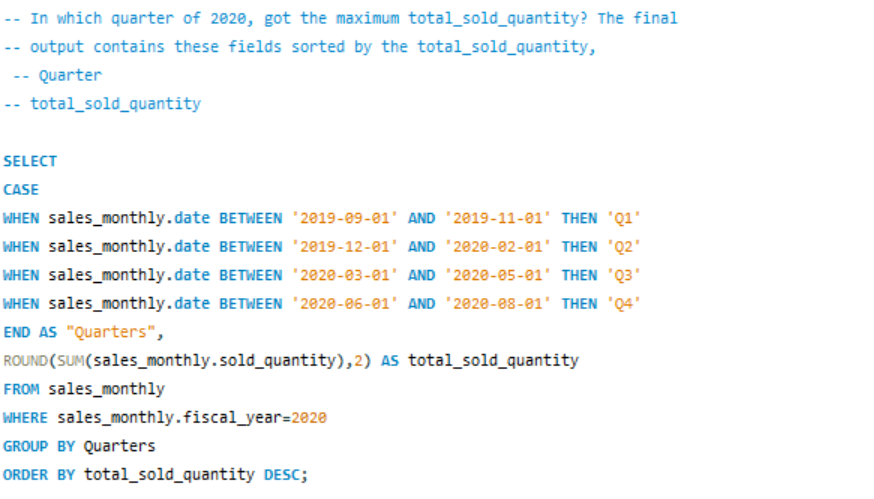 -- In which quarter of 2020, got the maximum total_sold_quantity? The final
-- output contains these fields sorted by the total_sold_quantity,
-- Quarter
-- total_sold_quantity
SELECT
CASE
WHEN sales_monthly.date BETWEEN '2019-09-01' AND '2019-11-01' THEN 'Q1'
WHEN sales_monthly.date BETWEEN '2019-12-01' AND '2020-02-01' THEN 'Q2'
WHEN sales_monthly.date BETWEEN '2020-03-01' AND '2020-05-01' THEN 'Q3'
WHEN sales_monthly.date BETWEEN '2020-06-01' AND '2020-08-01' THEN 'Q4'
END AS "Quarters",
ROUND(SUM(sales_monthly.sold_quantity),2) AS total_sold_quantity
FROM sales_monthly
WHERE sales_monthly.fiscal_year=2020
GROUP BY Quarters
ORDER BY total_sold_quantity DESC;